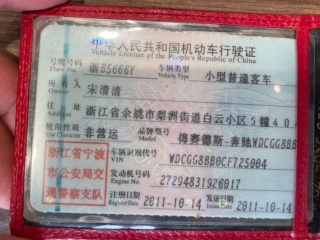 中华人民共和国机动车行驶证
Vehicle License of the People's Republic of China
号牌号码 浙B5666Y 车辆类型 小型普通客车
Plate No. Vehicle Type
所有人 宋清清
住址 浙江省余姚市梨洲街道白云小区5幢40
使用性质 非营运 品牌型号 梅赛德斯-奔驰WDCGG8BB
浙江省宁波
市公安局交
通警察支队
车辆识别代号 WDCGG8BB0CF725004
VIN
发动机号码 27294831926017
Engine No.
注册日期 2011-10-14 发证日期 2011-10-14
Register Date Issue Date